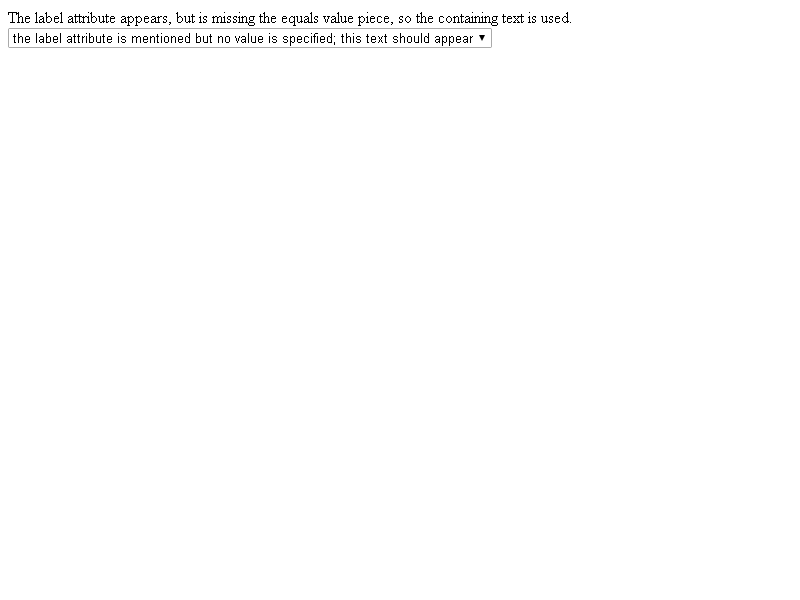 The label attribute appears, but is missing the equals value piece, so the containing text is used.
the label attribute is mentioned but no value is specified; this text should appear